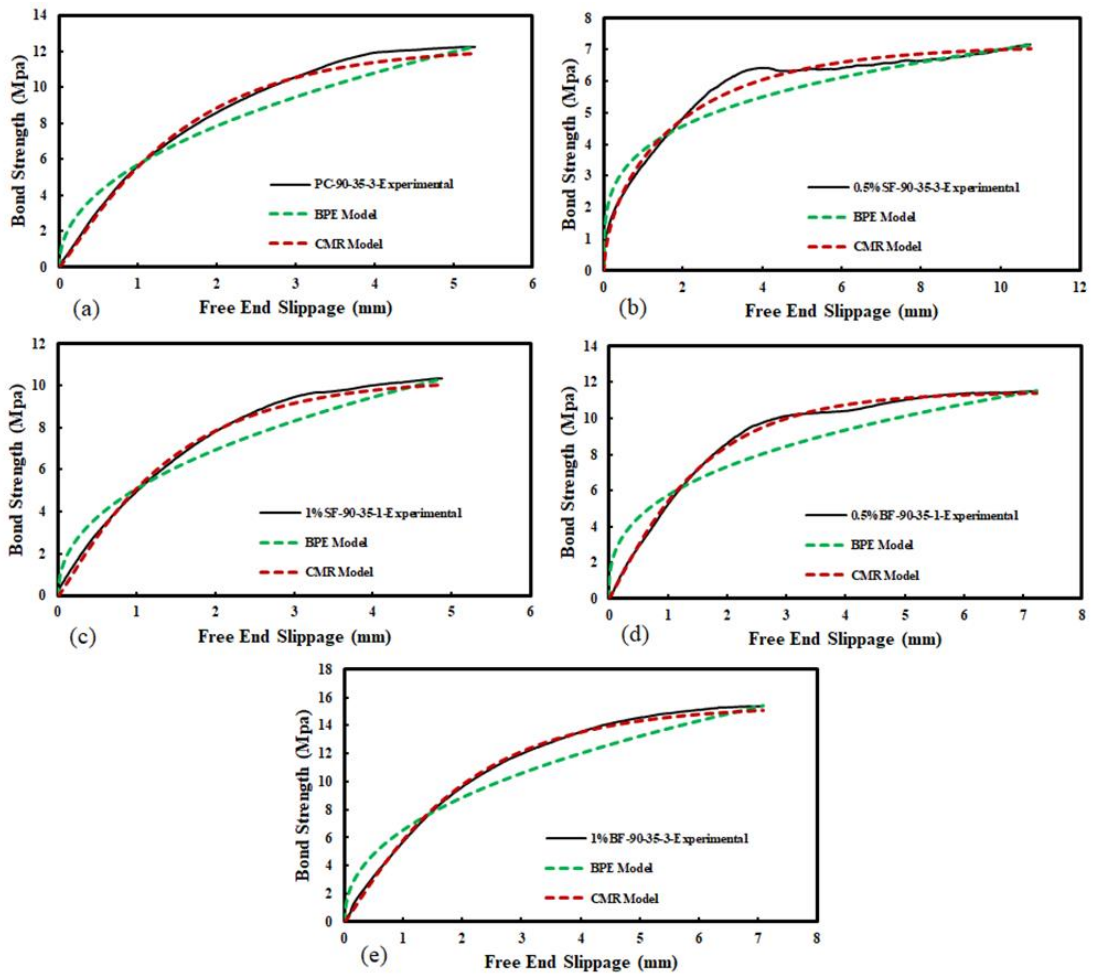 14
12
10
8
6
4
2
0
Bond Strength (Mpa)
PC-90-35-3-Experimental
BPE Model
CMR Model
0 1 2 3 4 5 6
(a) Free End Slippage (mm)
8
7
6
5
4
3
2
1
0
Bond Strength (Mpa)
0.5%SF-90-35-3-Experimental
BPE Model
CMR Model
0 2 4 6 8 10 12
(b) Free End Slippage (mm)
12
10
8
6
4
2
0
Bond Strength (Mpa)
1%SF-90-35-1-Experimental
BPE Model
CMR Model
0 1 2 3 4 5 6
(c) Free End Slippage (mm)
14
12
10
8
6
4
2
0
Bond Strength (Mpa)
0.5%BF-90-35-1-Experimental
BPE Model
CMR Model
0 1 2 3 4 5 6 7 8
(d) Free End Slippage (mm)
18
16
14
12
10
8
6
4
2
0
Bond Strength (Mpa)
1%BF-90-35-3-Experimental
BPE Model
CMR Model
0 1 2 3 4 5 6 7 8
(e) Free End Slippage (mm)